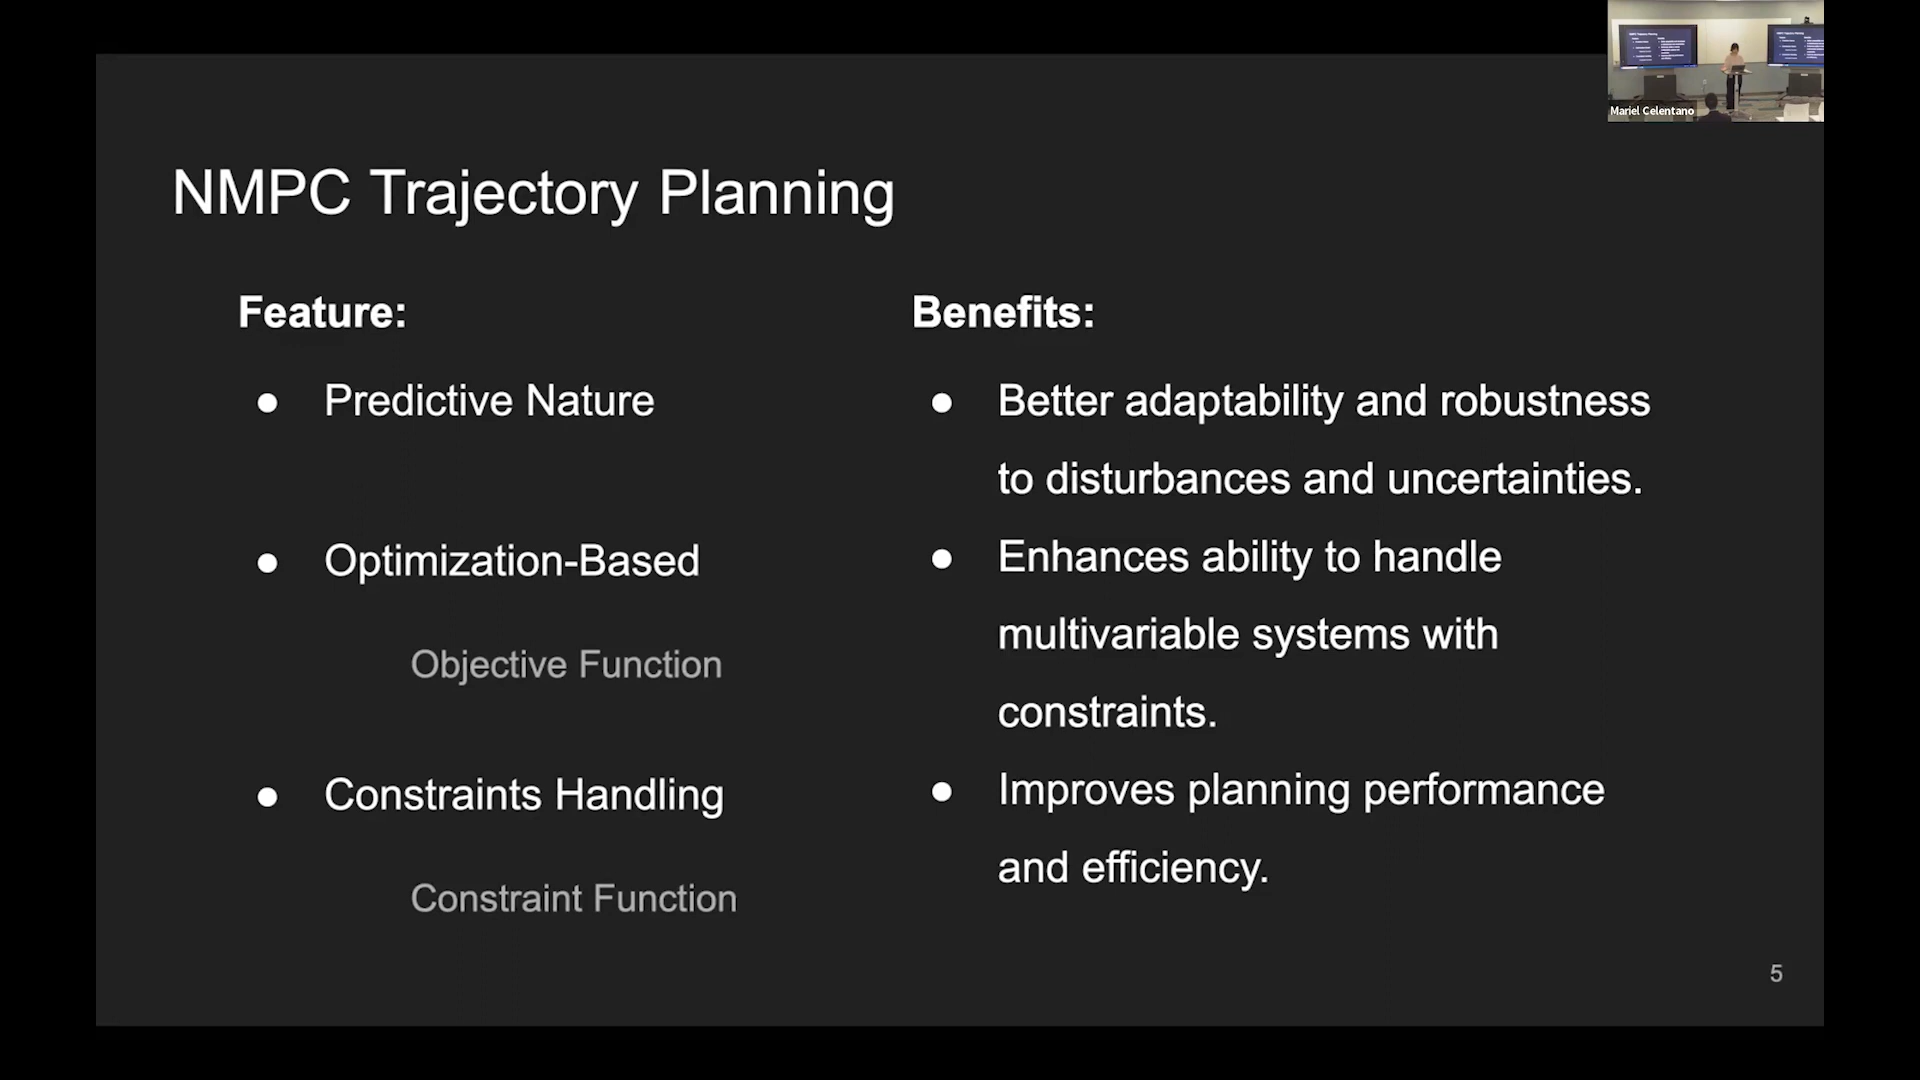 Mariel Celentano
NMPC Trajectory Planning
Feature:
● Predictive Nature
● Optimization-Based
Objective Function
● Constraints Handling
Constraint Function
Benefits:
● Better adaptability and robustness
to disturbances and uncertainties.
● Enhances ability to handle
multivariable systems with
constraints.
● Improves planning performance
and efficiency.
5